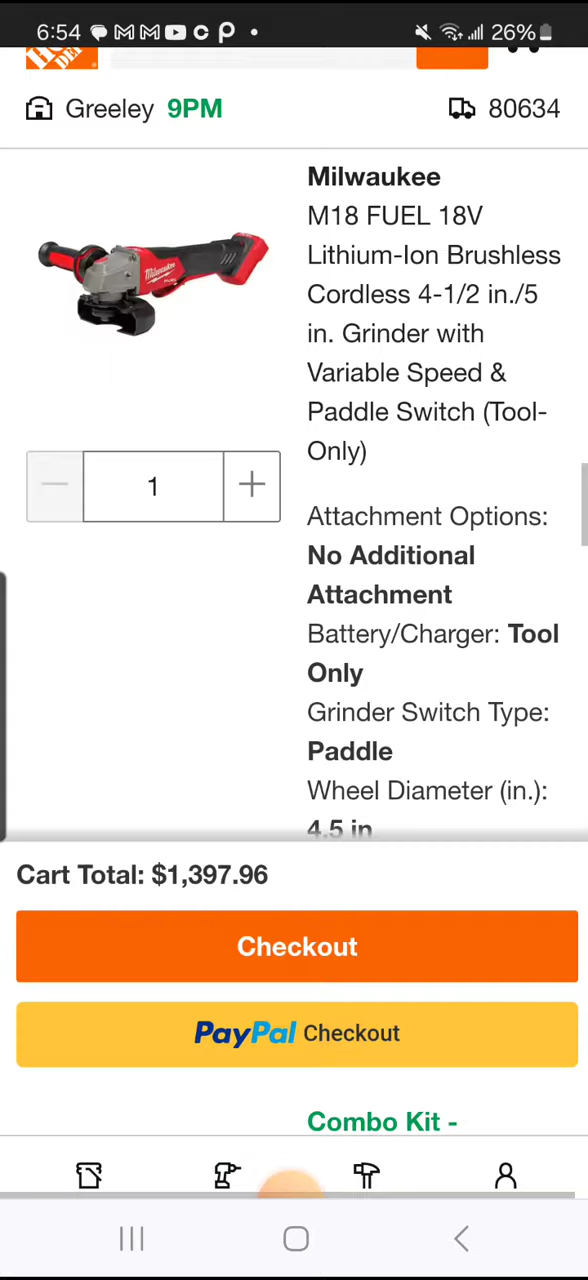 6:54 26%
Greeley 9PM 80634
Milwaukee
M18 FUEL 18V
Lithium-Ion Brushless
Cordless 4-1/2 in./5
in. Grinder with
Variable Speed &
Paddle Switch (Tool-
Only)
1
Attachment Options:
No Additional
Attachment
Battery/Charger: Tool
Only
Grinder Switch Type:
Paddle
Wheel Diameter (in.):
4.5 in
Cart Total: $1,397.96
Checkout
PayPal Checkout
Combo Kit -